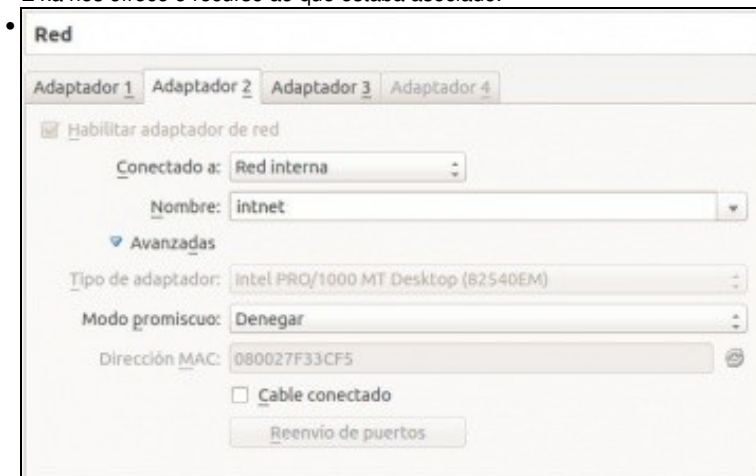 Red
Adaptador 1 Adaptador 2 Adaptador 3 Adaptador 4
Habilitar adaptador de red
Conectado a: Red interna
Nombre: intnet
Avanzadas
Tipo de adaptador: Intel PRO/1000 MT Desktop (82540EM)
Modo promiscuo: Denegar
Dirección MAC: 080027F33CF5
Cable conectado
Reenvío de puertos